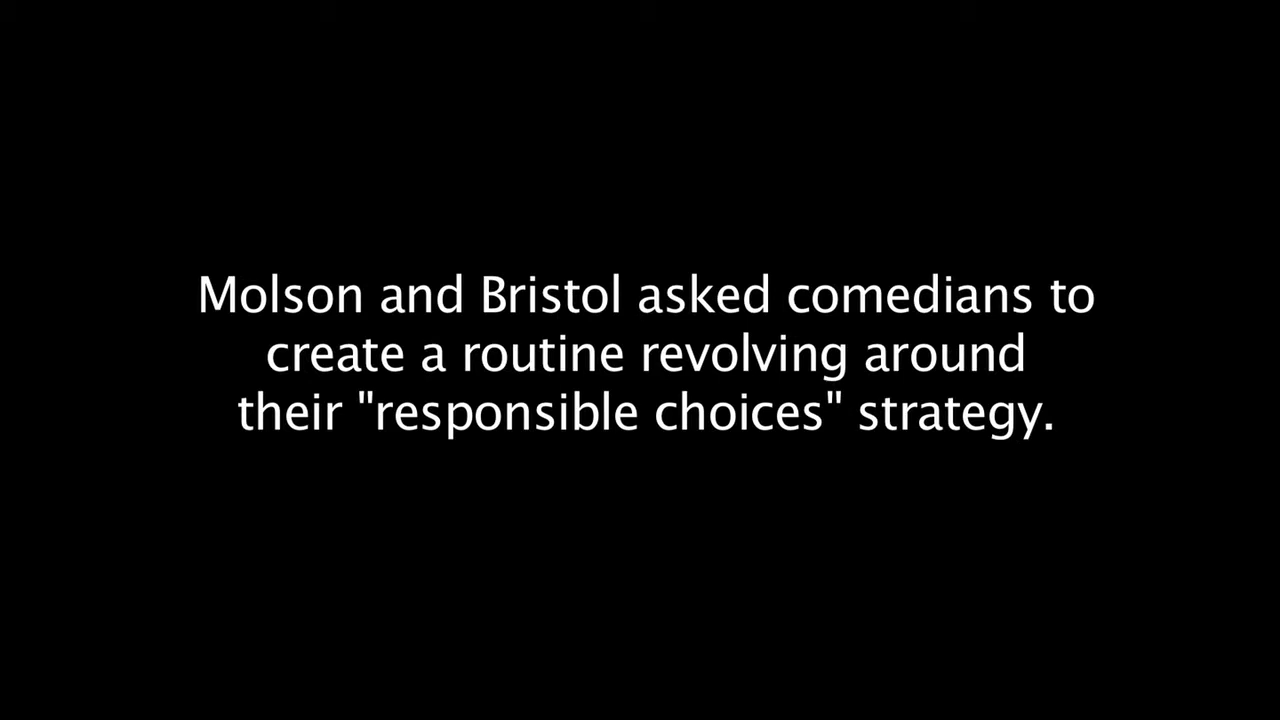 Molson and Bristol asked comedians to
create a routine revolving around
their "responsible choices" strategy.